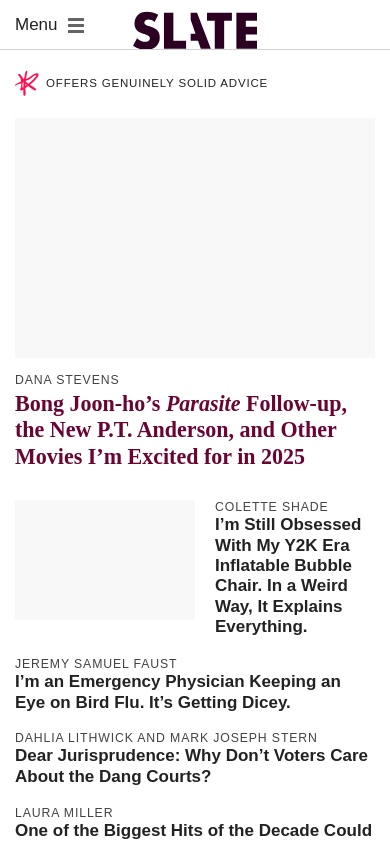 Menu
SLATE
OFFERS GENUINELY SOLID ADVICE
DANA STEVENS
Bong Joon-ho’s Parasite Follow-up,
the New P.T. Anderson, and Other
Movies I’m Excited for in 2025
COLETTE SHADE
I’m Still Obsessed
With My Y2K Era
Inflatable Bubble
Chair. In a Weird
Way, It Explains
Everything.
JEREMY SAMUEL FAUST
I’m an Emergency Physician Keeping an
Eye on Bird Flu. It’s Getting Dicey.
DAHLIA LITHWICK AND MARK JOSEPH STERN
Dear Jurisprudence: Why Don’t Voters Care
About the Dang Courts?
LAURA MILLER
One of the Biggest Hits of the Decade Could